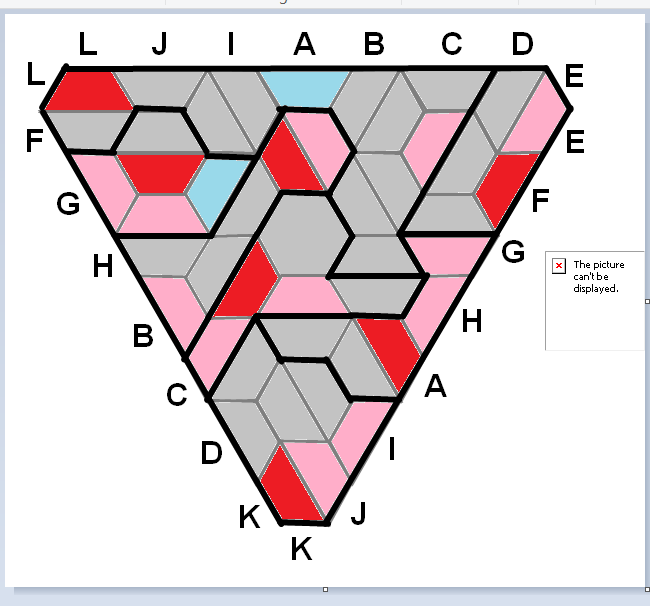 L J I A B C D
L E
F E
G F
H G
B H
C A
D I
K J
K
The picture
can't be
displayed.